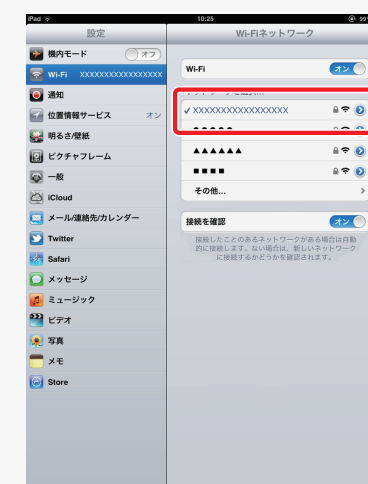 iPad
10:25
99
設定
Wi-Fiネットワーク
機内モード
オフ
Wi-Fi XXXXXXXXXXXXXXXXX
通知
位置情報サービス オン
明るさ/壁紙
ピクチャフレーム
一般
iCloud
メール/連絡先/カレンダー
Twitter
Safari
メッセージ
ミュージック
ビデオ
写真
メモ
Store
Wi-Fi
オン
✓ XXXXXXXXXXXXXXXXX
▲▲▲▲▲▲
■■■■
その他...
接続を確認
オン
接続したことのあるネットワークがある場合は自動
的に接続します。ない場合は、新しいネットワーク
に接続するかどうかを確認されます。